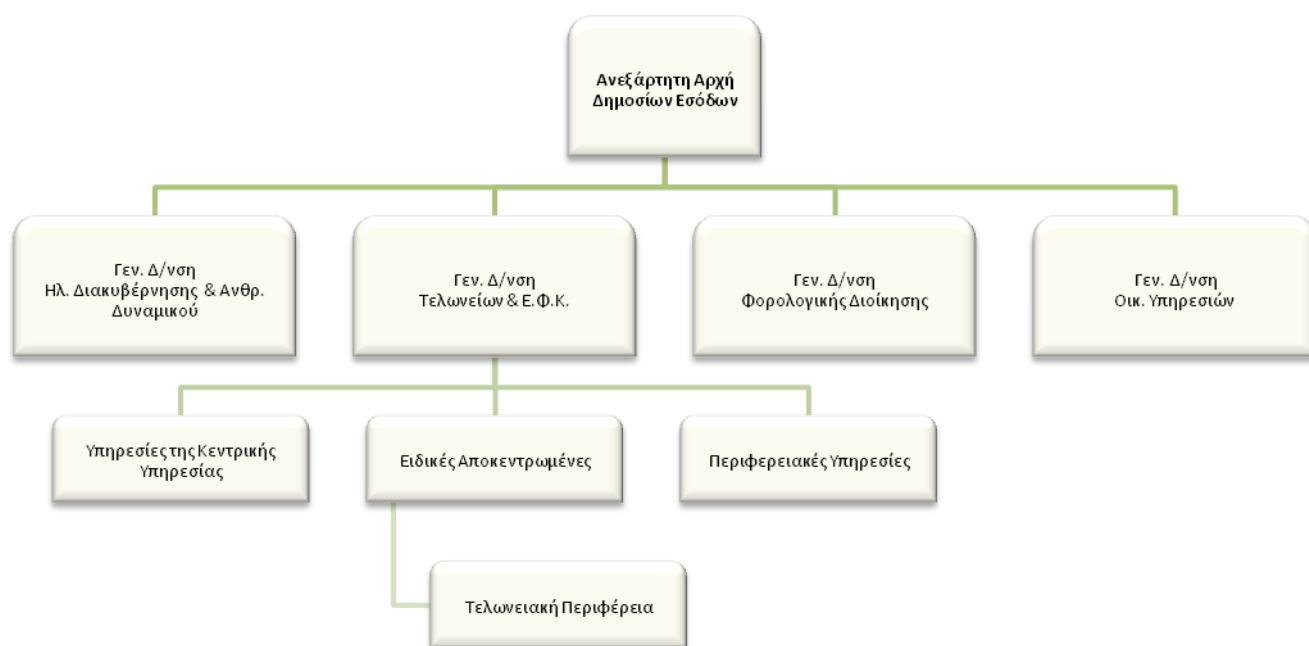 Ανεξάρτητη Αρχή
Δημοσίων Εσόδων
Γεν. Δ/νση
Ηλ. Διακυβέρνησης & Ανθρ.
Δυναμικού
Γεν. Δ/νση
Τελωνείων & Ε.Φ.Κ.
Γεν. Δ/νση
Φορολογικής Διοίκησης
Γεν. Δ/νση
Οικ. Υπηρεσιών
Υπηρεσίες της Κεντρικής
Υπηρεσίας
Ειδικές Αποκεντρωμένες
Περιφερειακές Υπηρεσίες
Τελωνειακή Περιφέρεια